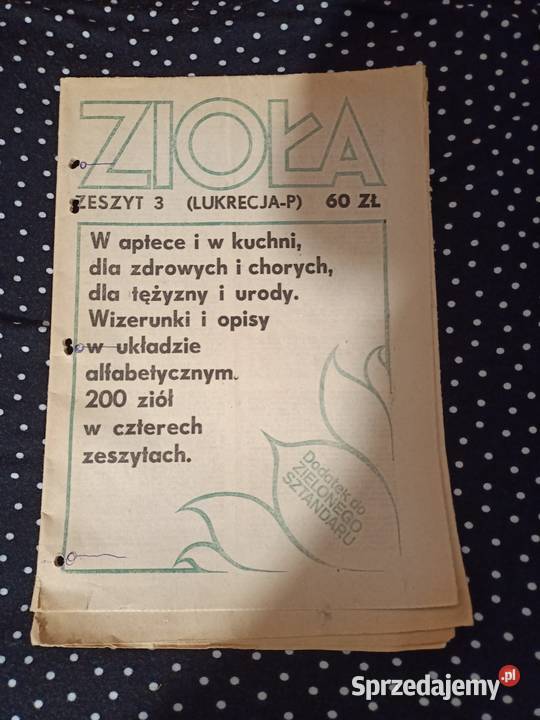 ZIOŁA
ZESZYT 3 (LUKRECJA-P) 60 ZŁ
W aptece i w kuchni,
dla zdrowych i chorych,
dla tężyzny i urody.
Wizerunki i opisy
w układzie
alfabetycznym.
200 ziół
w czterech
zeszytach.
Dodatek do
ZIELONEGO
SZTANDARU
Sprzedajemy.pl